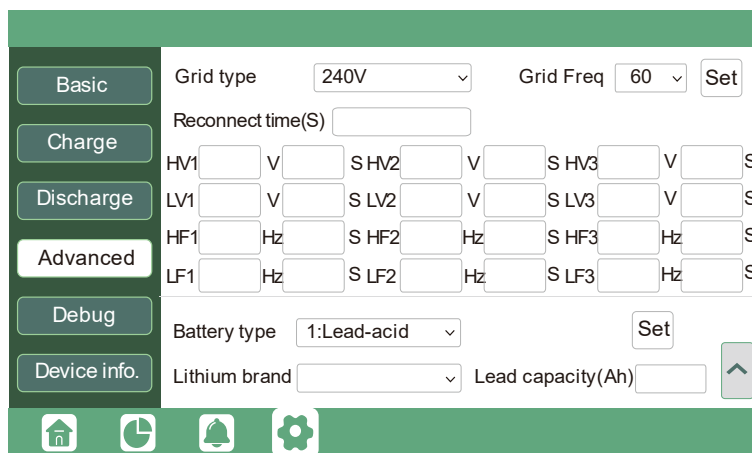 Basic
Charge
Discharge
Advanced
Debug
Device info.
Grid type 240V Grid Freq 60 Set
Reconnect time(S)
HV1 V S HV2 V S HV3 V S
LV1 V S LV2 V S LV3 V S
HF1 Hz S HF2 Hz S HF3 Hz S
LF1 Hz S LF2 Hz S LF3 Hz S
Battery type 1:Lead-acid Set
Lithium brand Lead capacity(Ah)